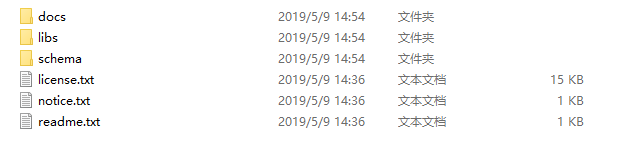 docs 2019/5/9 14:54 文件夹
libs 2019/5/9 14:54 文件夹
schema 2019/5/9 14:54 文件夹
license.txt 2019/5/9 14:36 文本文档 15 KB
notice.txt 2019/5/9 14:36 文本文档 1 KB
readme.txt 2019/5/9 14:36 文本文档 1 KB